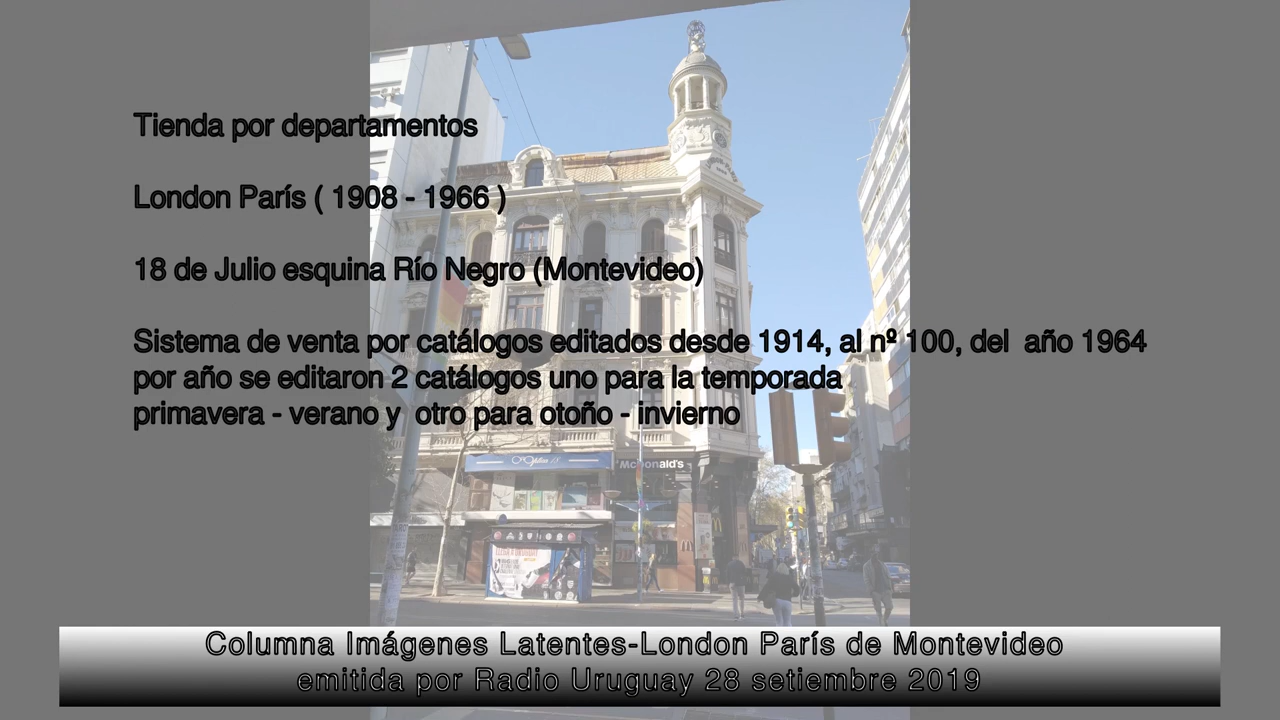 Tienda por departamentos
London París ( 1908 - 1966 )
18 de Julio esquina Río Negro (Montevideo)
Sistema de venta por catálogos editados desde 1914, al nº 100, del año 1964
por año se editaron 2 catálogos uno para la temporada
primavera - verano y otro para otoño - invierno
McDonald's
Columna Imágenes Latentes-London París de Montevideo
emitida por Radio Uruguay 28 setiembre 2019